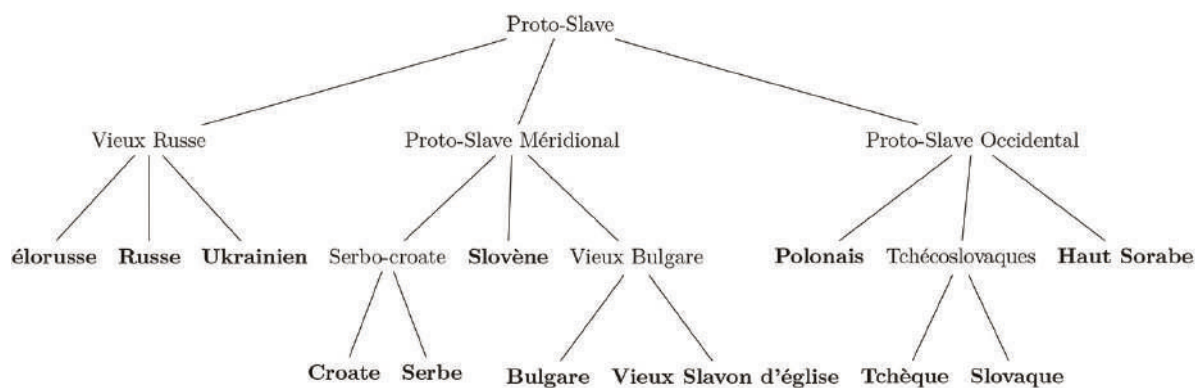 Proto-Slave
Vieux Russe Proto-Slave Méridional Proto-Slave Occidental
élorusse Russe Ukrainien Serbo-croate Slovène Vieux Bulgare Polonais Tchécoslovaques Haut Sorabe
Croate Serbe Bulgare Vieux Slavon d'église Tchèque Slovaque